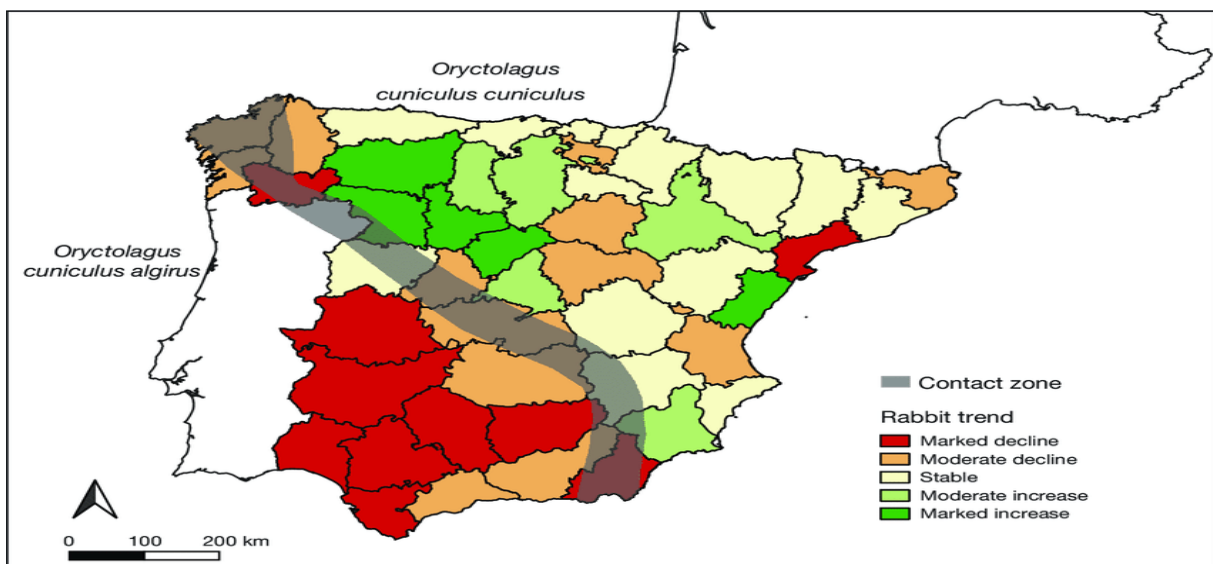 Oryctolagus
cuniculus cuniculus
Oryctolagus
cuniculus algirus
Contact zone
Rabbit trend
Marked decline
Moderate decline
Stable
Moderate increase
Marked increase
0 100 200 km